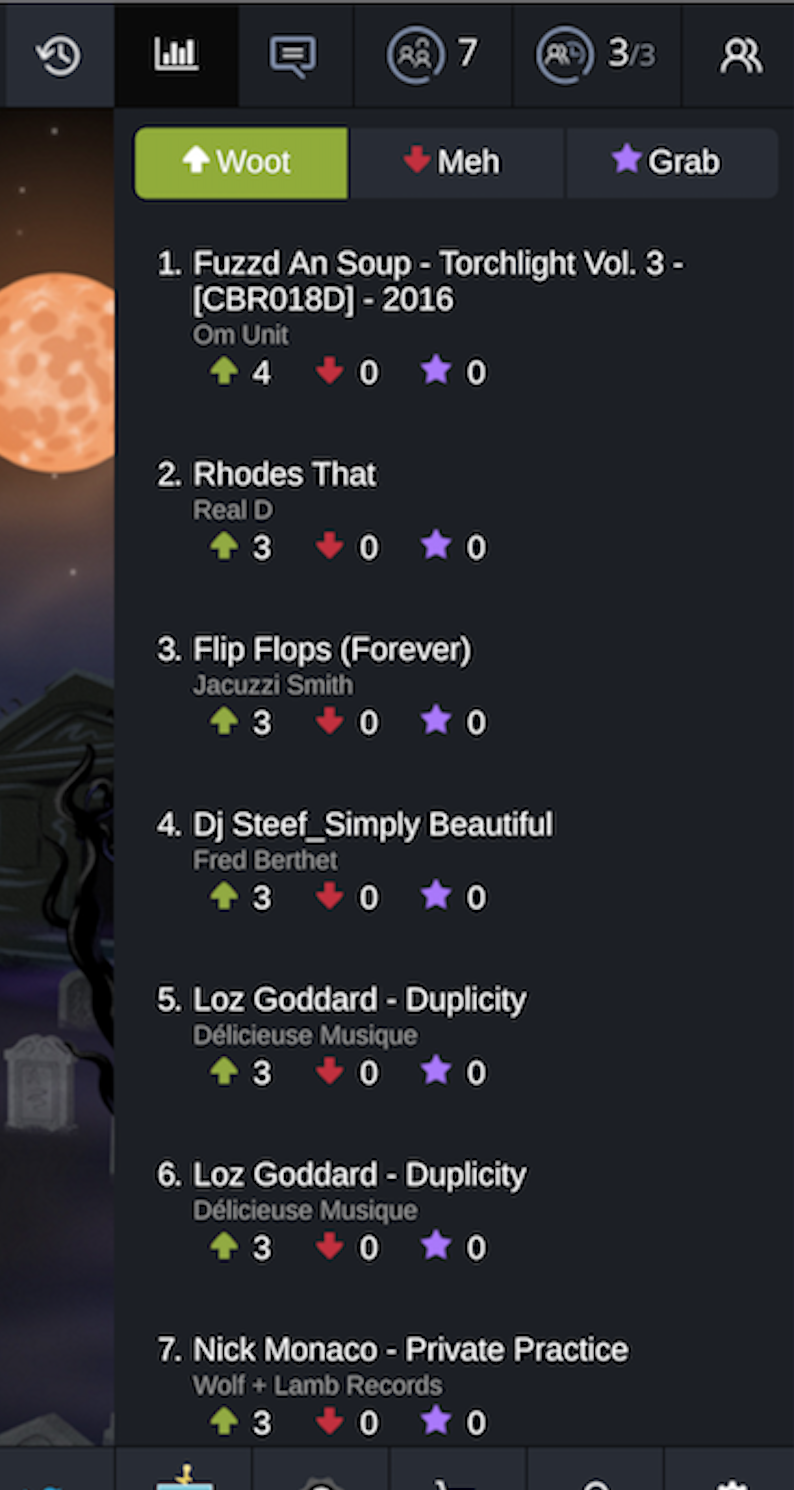 7 3/3
Woot Meh Grab
1. Fuzzd An Soup - Torchlight Vol. 3 -
[CBR018D] - 2016
Om Unit
4 0 0
2. Rhodes That
Real D
3 0 0
3. Flip Flops (Forever)
Jacuzzi Smith
3 0 0
4. Dj Steef_Simply Beautiful
Fred Berthet
3 0 0
5. Loz Goddard - Duplicity
Délicieuse Musique
3 0 0
6. Loz Goddard - Duplicity
Délicieuse Musique
3 0 0
7. Nick Monaco - Private Practice
Wolf + Lamb Records
3 0 0